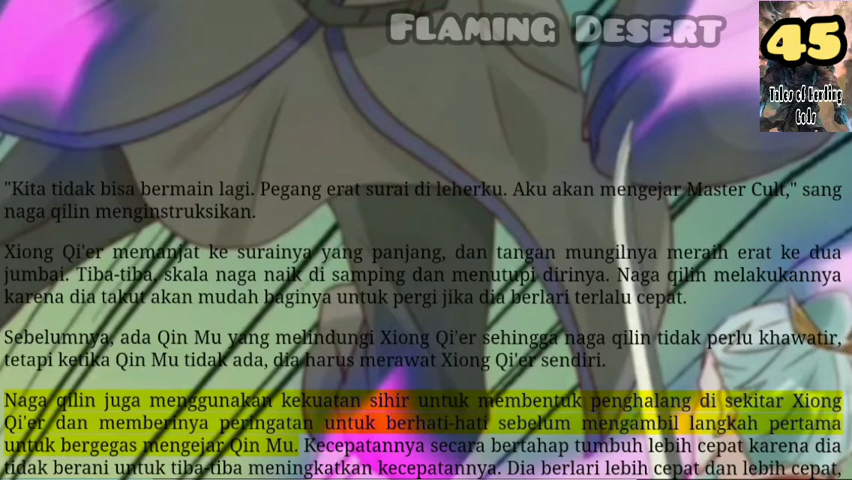 FLAMING DESERT
45
Tales of Herding
Gods
"Kita tidak bisa bermain lagi. Pegang erat surai di leherku. Aku akan mengejar Master Cult," sang
naga qilin menginstruksikan.
Xiong Qi'er memanjat ke surainya yang panjang, dan tangan mungilnya meraih erat ke dua
jumbai. Tiba-tiba, skala naga naik di samping dan menutupi dirinya. Naga qilin melakukannya
karena dia takut akan mudah baginya untuk pergi jika dia berlari terlalu cepat.
Sebelumnya, ada Qin Mu yang melindungi Xiong Qi'er sehingga naga qilin tidak perlu khawatir,
tetapi ketika Qin Mu tidak ada, dia harus merawat Xiong Qi'er sendiri.
Naga qilin juga menggunakan kekuatan sihir untuk membentuk penghalang di sekitar Xiong
Qi'er dan memberinya peringatan untuk berhati-hati sebelum mengambil langkah pertama
untuk bergegas mengejar Qin Mu. Kecepatannya secara bertahap tumbuh lebih cepat karena dia
tidak berani untuk tiba-tiba meningkatkan kecepatannya. Dia berlari lebih cepat dan lebih cepat,